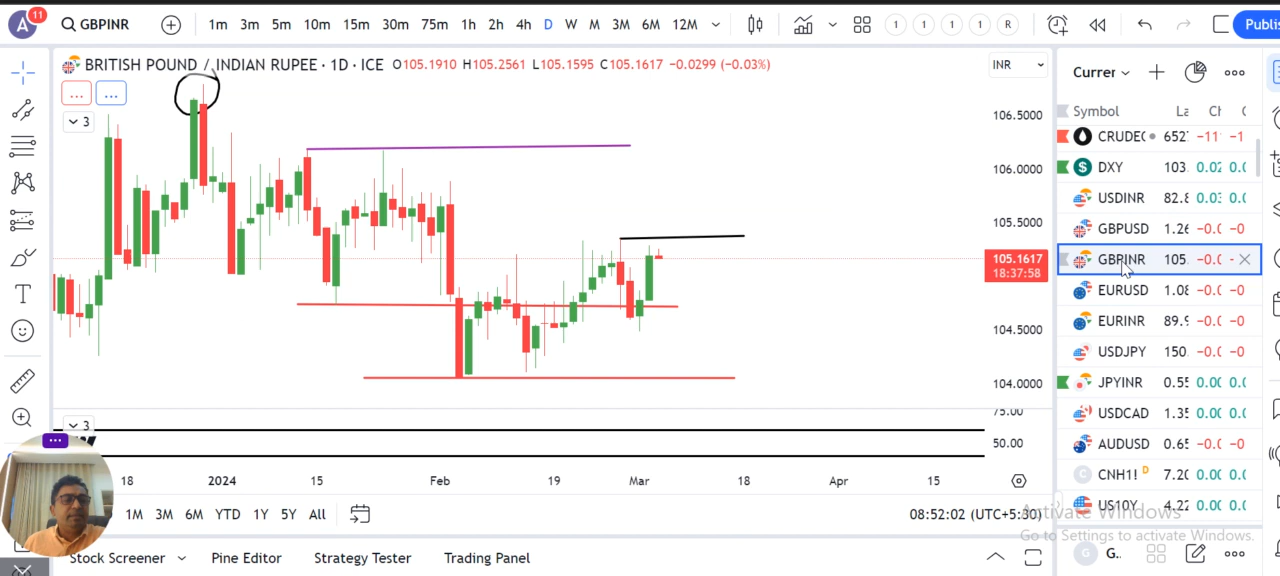 A 11 GBPINR 1m 3m 5m 10m 15m 30m 75m 1h 2h 4h D W M 3M 6M 12M 1 1 1 1 R Publi
BRITISH POUND / INDIAN RUPEE · 1D · ICE O105.1910 H105.2561 L105.1595 C105.1617 −0.0299 (−0.03%)
INR
... ...
3
106.5000
106.0000
105.5000
105.1617
18:37:58
104.5000
104.0000
75.00
3
50.00
18 2024 15 Feb 19 Mar 18 Apr 15
1M 3M 6M YTD 1Y 5Y All 08:52:02 (UTC+5:30)
Stock Screener Pine Editor Strategy Tester Trading Panel
Currer
Symbol
DXY 103. 0.02 0.0
USDINR 82.8 0.03 0.0
GBPUSD 1.26 −0.0 −0
GBPINR 105. −0.0 -
EURUSD 1.08 −0.0 −0
EURINR 89.9 −0.0 −0
USDJPY 150. −0.0 −0
JPYINR 0.55 0.00 0.0
USDCAD 1.35 0.00 0.0
AUDUSD 0.65 −0.0 −0
C CNH1! D 7.20 0.00 0.0
US10Y 4.22 0.00 0.0
Activate Windows
Go to Settings to activate Windows.
G G..